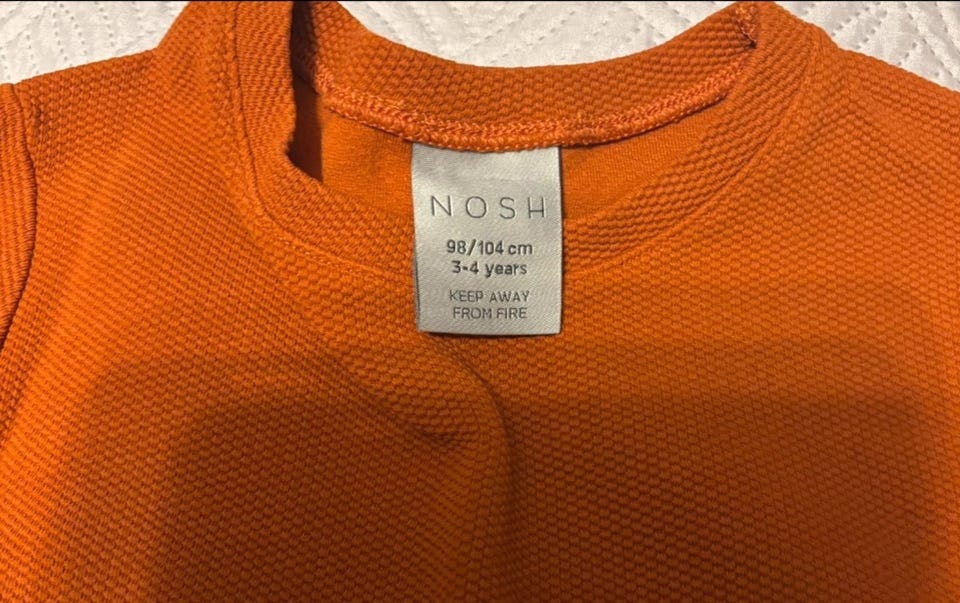 NOSH
98/104 cm
3-4 years
KEEP AWAY
FROM FIRE